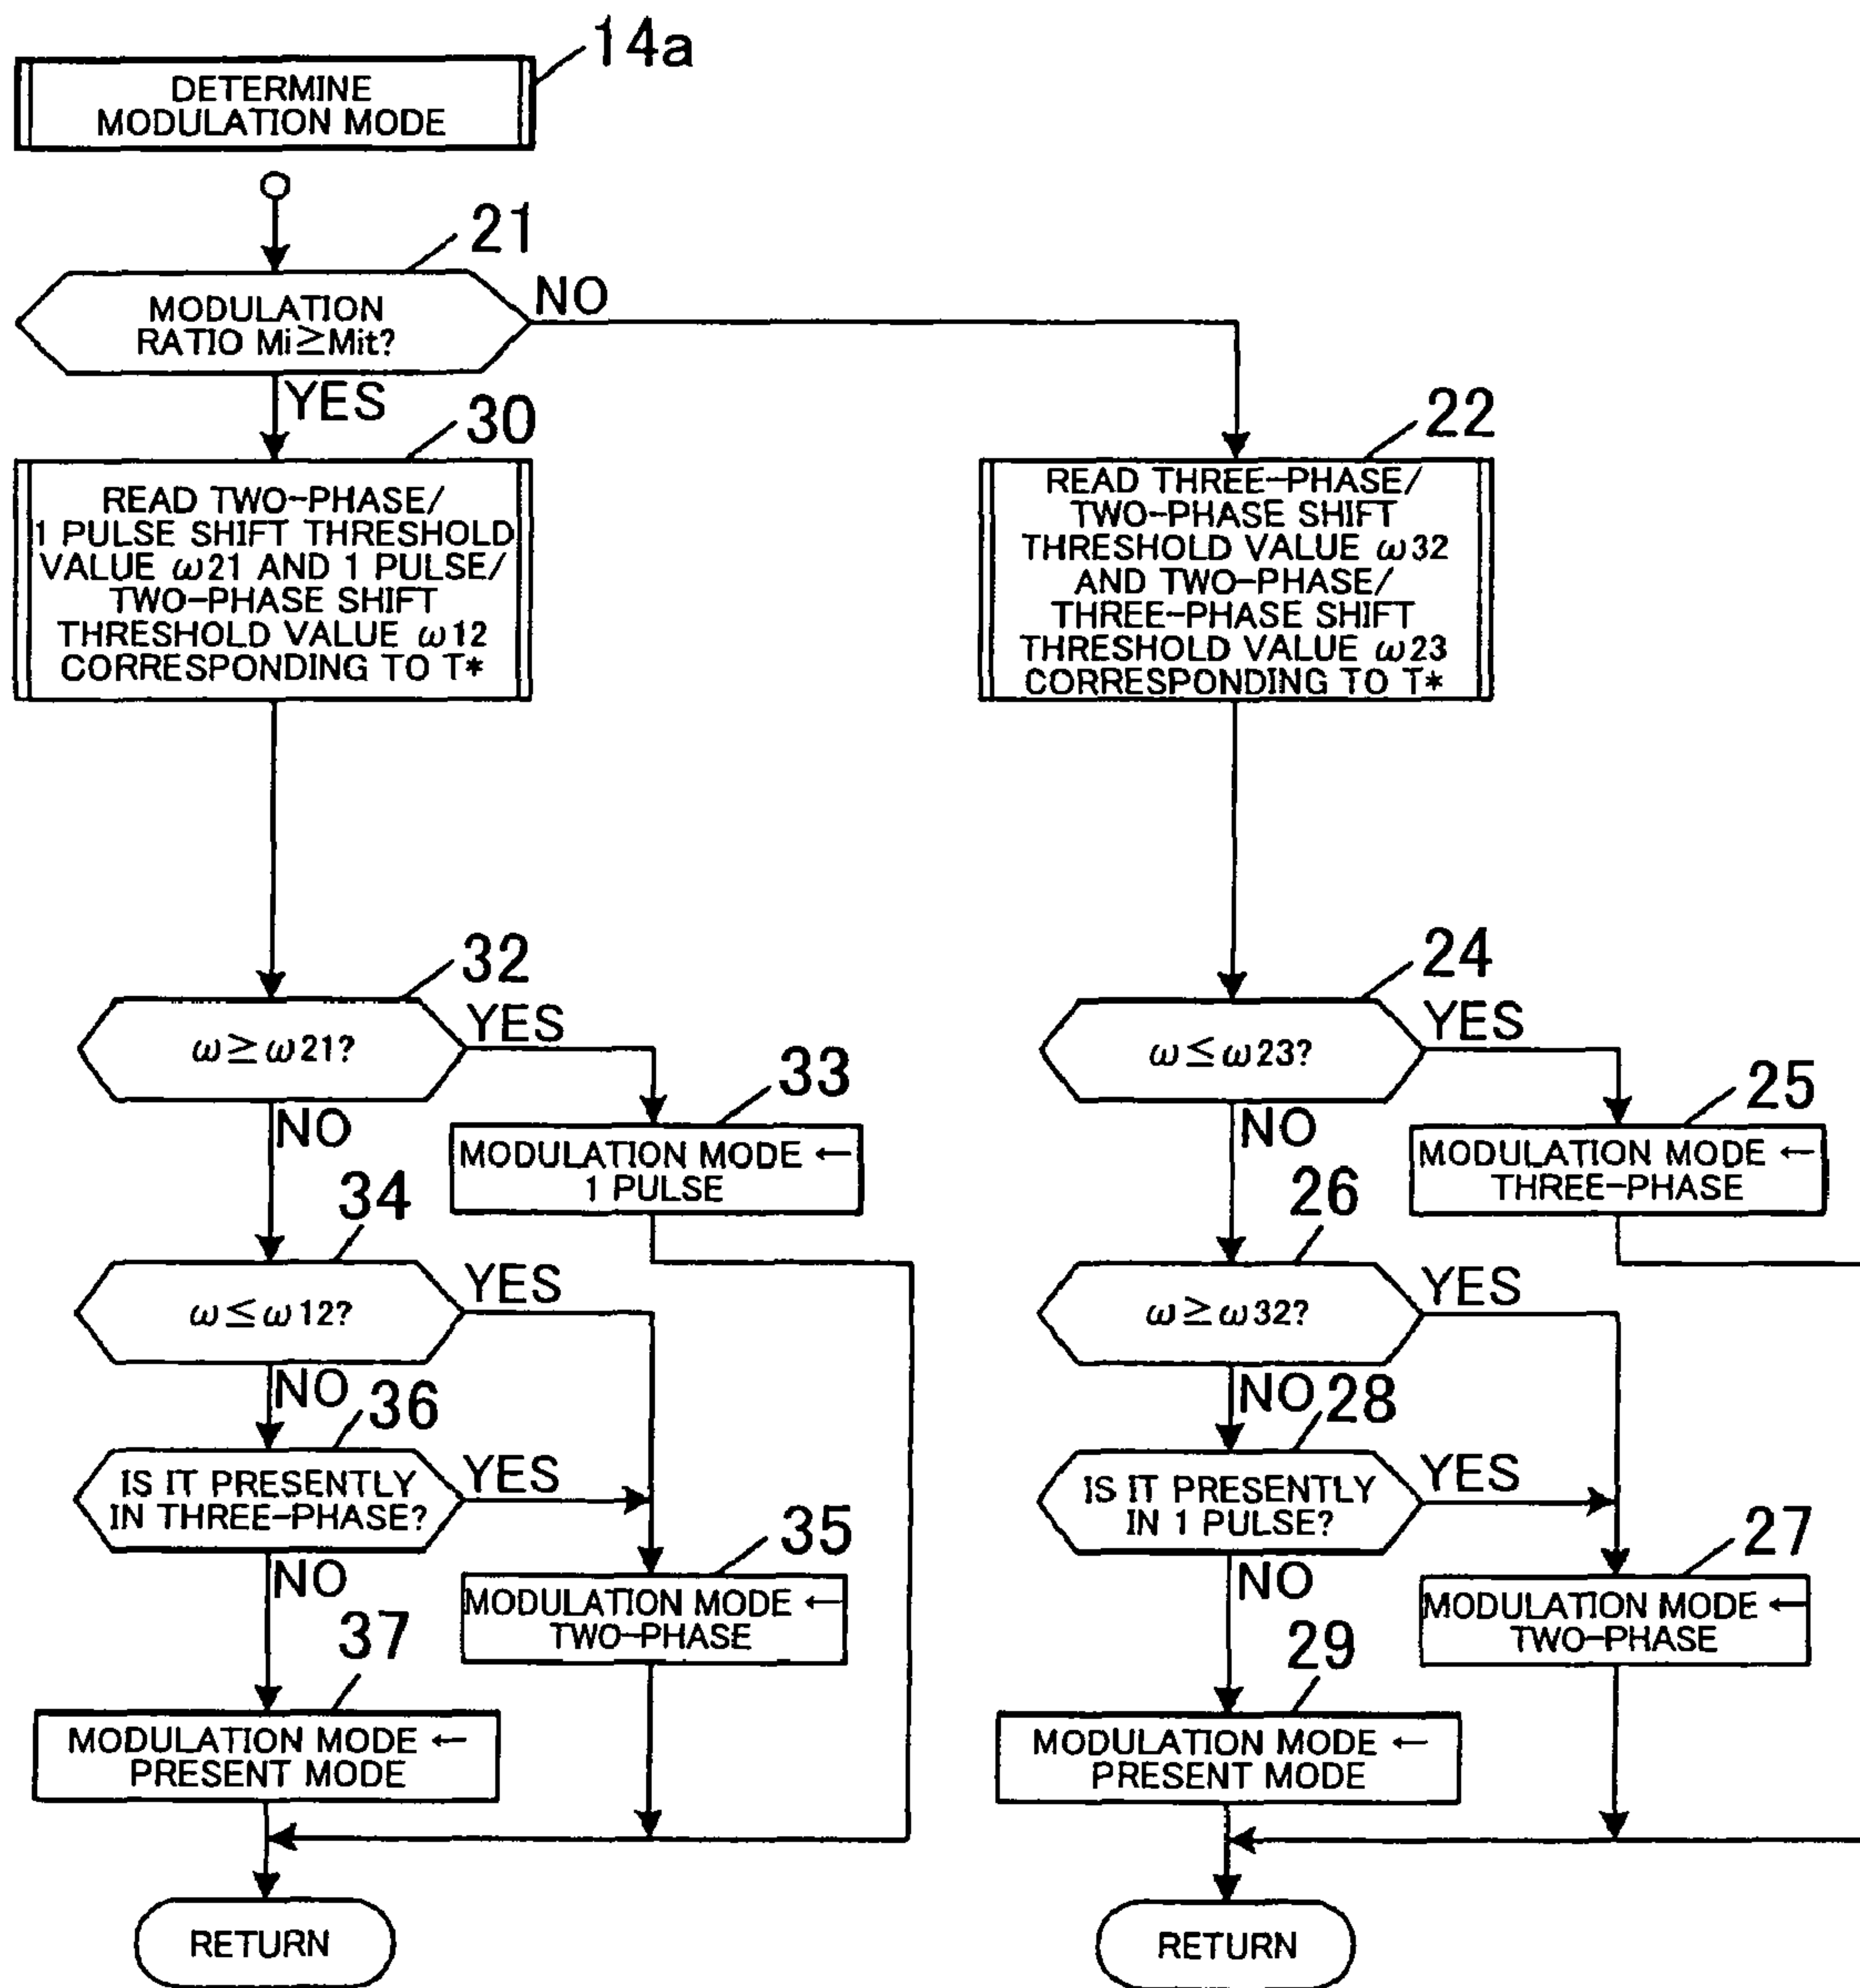 14a
DETERMINE
MODULATION MODE
21
MODULATION
RATIO Mi≧Mit?
NO
YES
30
READ TWO-PHASE/
1 PULSE SHIFT THRESHOLD
VALUE ω21 AND 1 PULSE/
TWO-PHASE SHIFT
THRESHOLD VALUE ω12
CORRESPONDING TO T*
22
READ THREE-PHASE/
TWO-PHASE SHIFT
THRESHOLD VALUE ω32
AND TWO-PHASE/
THREE-PHASE SHIFT
THRESHOLD VALUE ω23
CORRESPONDING TO T*
32
ω≧ω21?
YES
NO
33
MODULATION MODE ←
1 PULSE
34
ω≦ω12?
YES
NO
36
IS IT PRESENTLY
IN THREE-PHASE?
YES
NO
35
MODULATION MODE ←
TWO-PHASE
37
MODULATION MODE ←
PRESENT MODE
RETURN
24
ω≦ω23?
YES
NO
25
MODULATION MODE ←
THREE-PHASE
26
ω≧ω32?
YES
NO
28
IS IT PRESENTLY
IN 1 PULSE?
YES
NO
27
MODULATION MODE ←
TWO-PHASE
29
MODULATION MODE ←
PRESENT MODE
RETURN